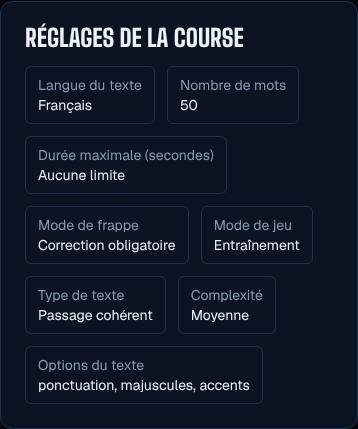 RÉGLAGES DE LA COURSE
Langue du texte
Français
Nombre de mots
50
Durée maximale (secondes)
Aucune limite
Mode de frappe
Correction obligatoire
Mode de jeu
Entraînement
Type de texte
Passage cohérent
Complexité
Moyenne
Options du texte
ponctuation, majuscules, accents